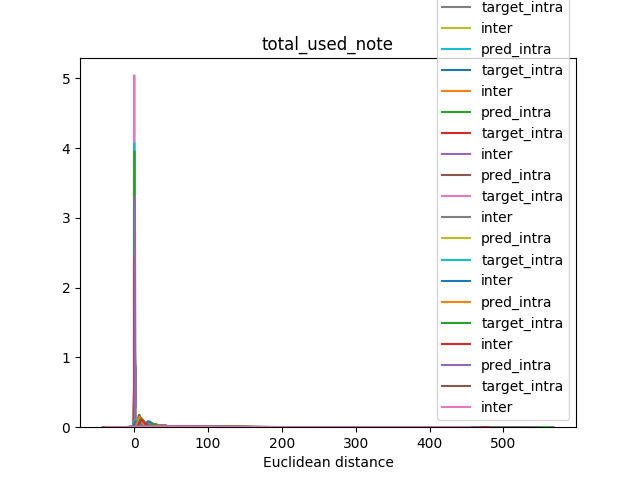 target_intra
inter
pred_intra
target_intra
inter
pred_intra
target_intra
inter
pred_intra
target_intra
inter
pred_intra
target_intra
inter
pred_intra
target_intra
inter
pred_intra
target_intra
inter
total_used_note
5
4
3
2
1
0
0 100 200 300 400 500
Euclidean distance